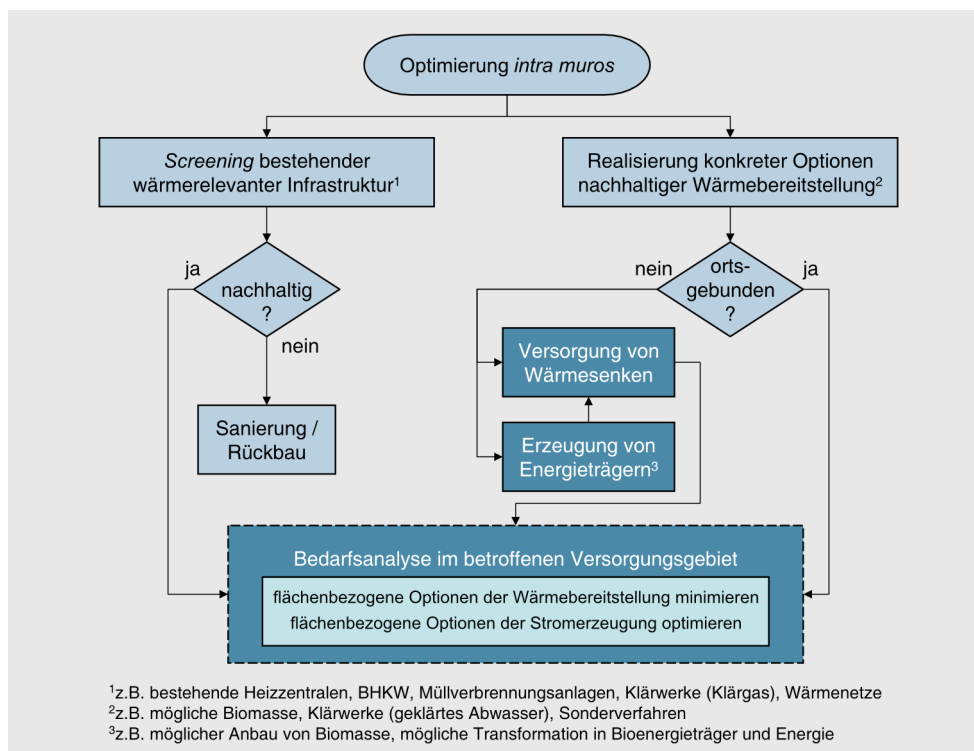 Optimierung intra muros
Screening bestehender
wärmerelevanter Infrastruktur¹
Realisierung konkreter Optionen
nachhaltiger Wärmebereitstellung²
ja
nachhaltig
?
nein
Sanierung /
Rückbau
nein
orts-
gebunden
?
ja
Versorgung von
Wärmesenken
Erzeugung von
Energieträgern³
Bedarfsanalyse im betroffenen Versorgungsgebiet
flächenbezogene Optionen der Wärmebereitstellung minimieren
flächenbezogene Optionen der Stromerzeugung optimieren
¹z.B. bestehende Heizzentralen, BHKW, Müllverbrennungsanlagen, Klärwerke (Klärgas), Wärmenetze
²z.B. mögliche Biomasse, Klärwerke (geklärtes Abwasser), Sonderverfahren
³z.B. möglicher Anbau von Biomasse, mögliche Transformation in Bioenergieträger und Energie